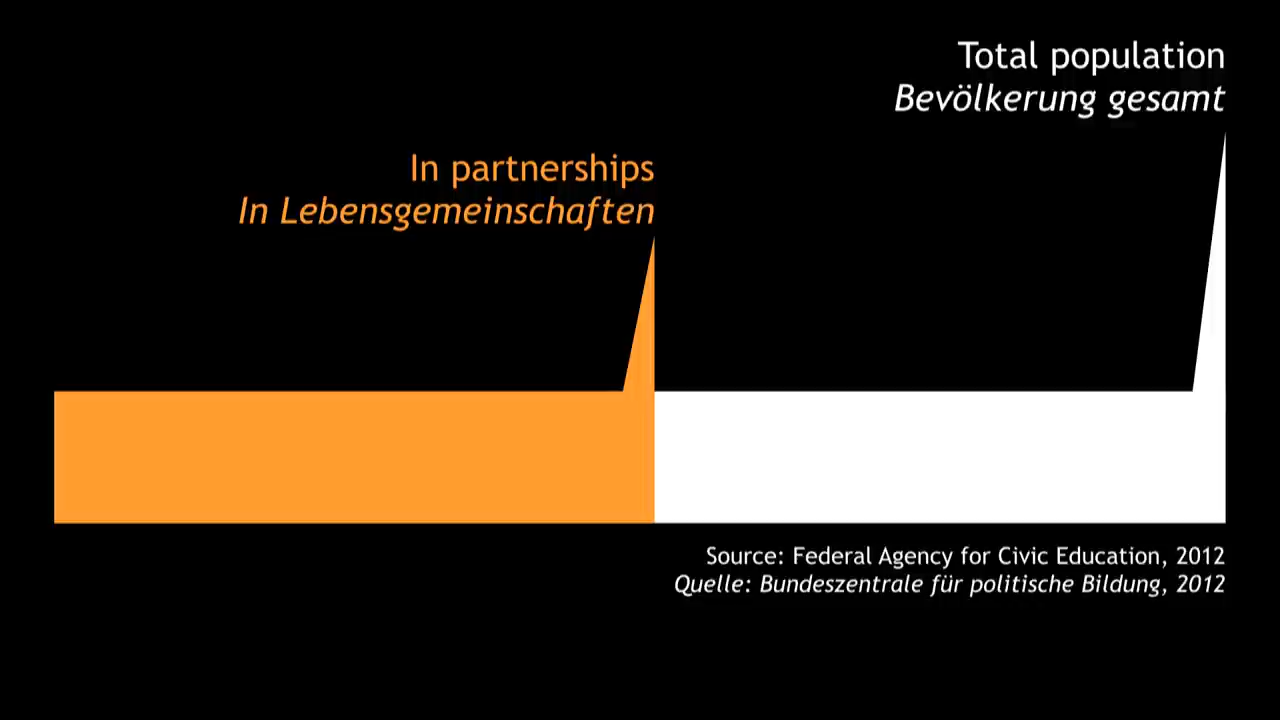 Total population
Bevölkerung gesamt
In partnerships
In Lebensgemeinschaften
Source: Federal Agency for Civic Education, 2012
Quelle: Bundeszentrale für politische Bildung, 2012